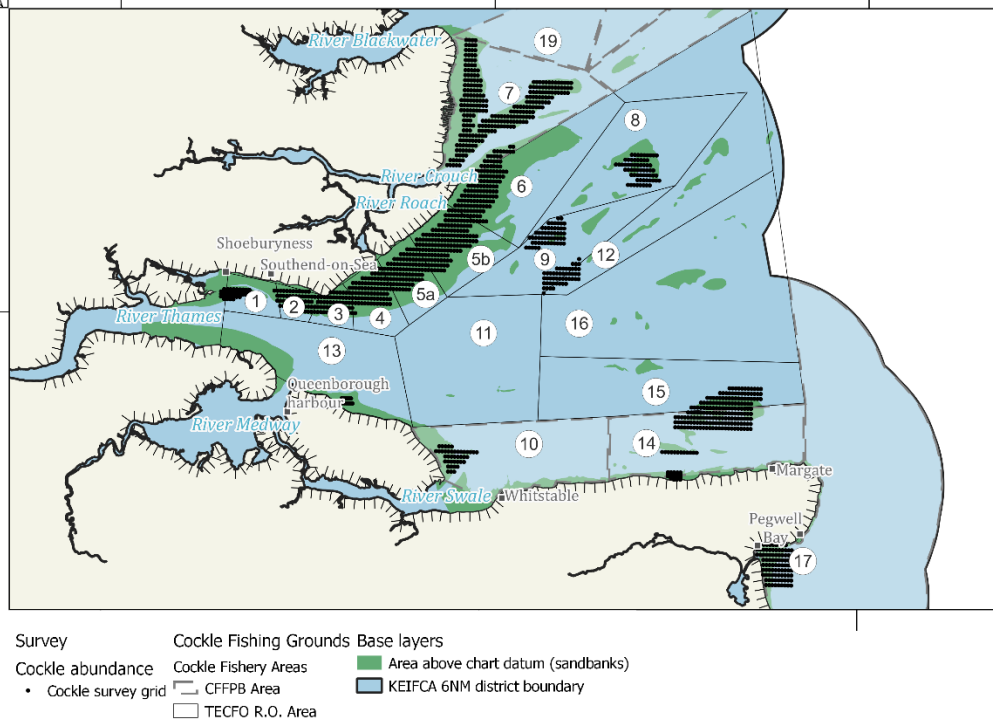 River Blackwater
19
7
8
River Crouch
6
River Roach
Shoeburyness
5b
9
12
Southend-on-Sea
5a
1
2
3
4
River Thames
16
11
13
Queenborough
harbour
15
River Medway
10
14
Margate
River Swale
Whitstable
Pegwell
Bay
17
Survey
Cockle abundance
Cockle survey grid
Cockle Fishing Grounds
Cockle Fishery Areas
CFFPB Area
TECFO R.O. Area
Base layers
Area above chart datum (sandbanks)
KEIFCA 6NM district boundary